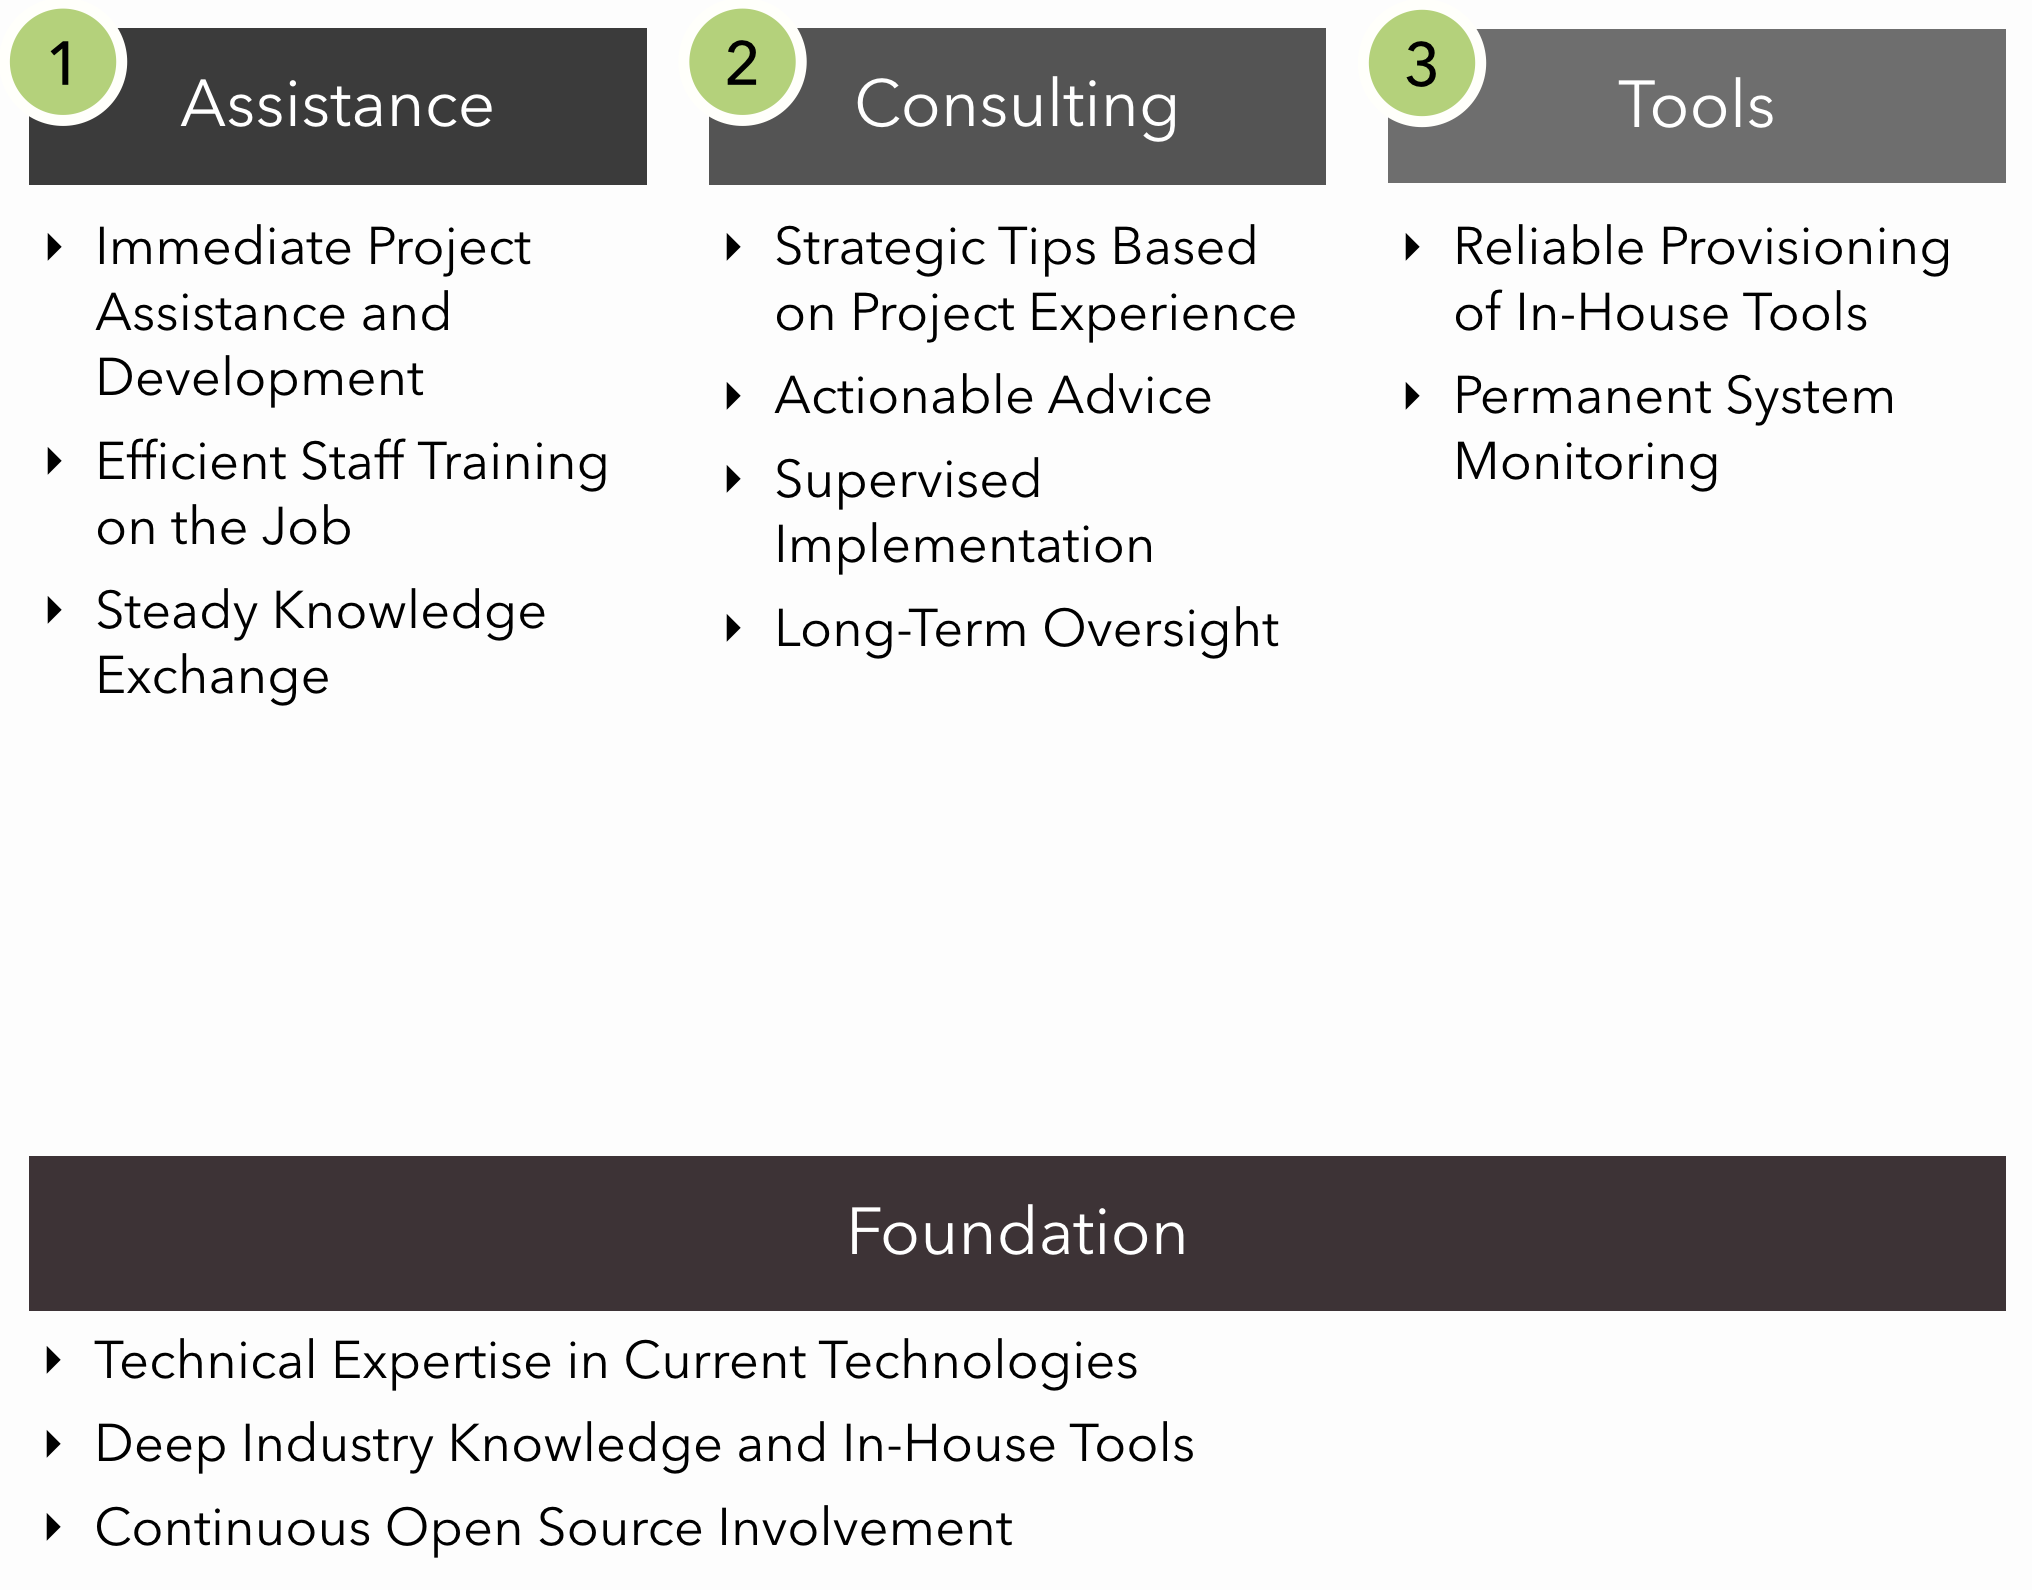 1
Assistance
Immediate Project
Assistance and
Development
Efficient Staff Training
on the Job
Steady Knowledge
Exchange
2
Consulting
Strategic Tips Based
on Project Experience
Actionable Advice
Supervised
Implementation
Long-Term Oversight
3
Tools
Reliable Provisioning
of In-House Tools
Permanent System
Monitoring
Foundation
Technical Expertise in Current Technologies
Deep Industry Knowledge and In-House Tools
Continuous Open Source Involvement